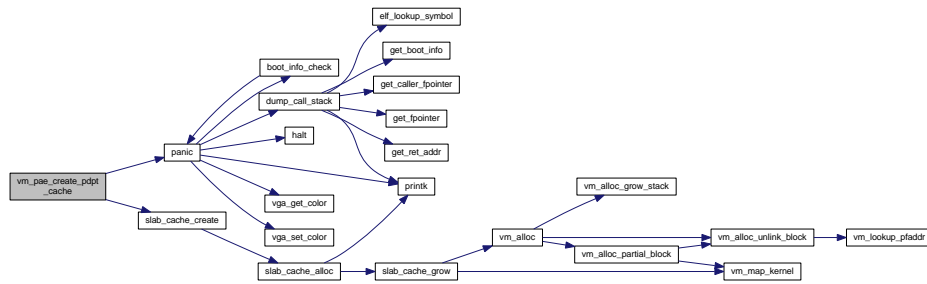 elf_lookup_symbol
get_boot_info
boot_info_check
get_caller_fpointer
dump_call_stack
get_fpointer
halt
get_ret_addr
panic
vm_pae_create_pdpt
_cache
printk
vm_alloc_grow_stack
vga_get_color
slab_cache_create
vga_set_color
vm_alloc
vm_alloc_unlink_block
vm_lookup_pfaddr
vm_alloc_partial_block
slab_cache_alloc
slab_cache_grow
vm_map_kernel